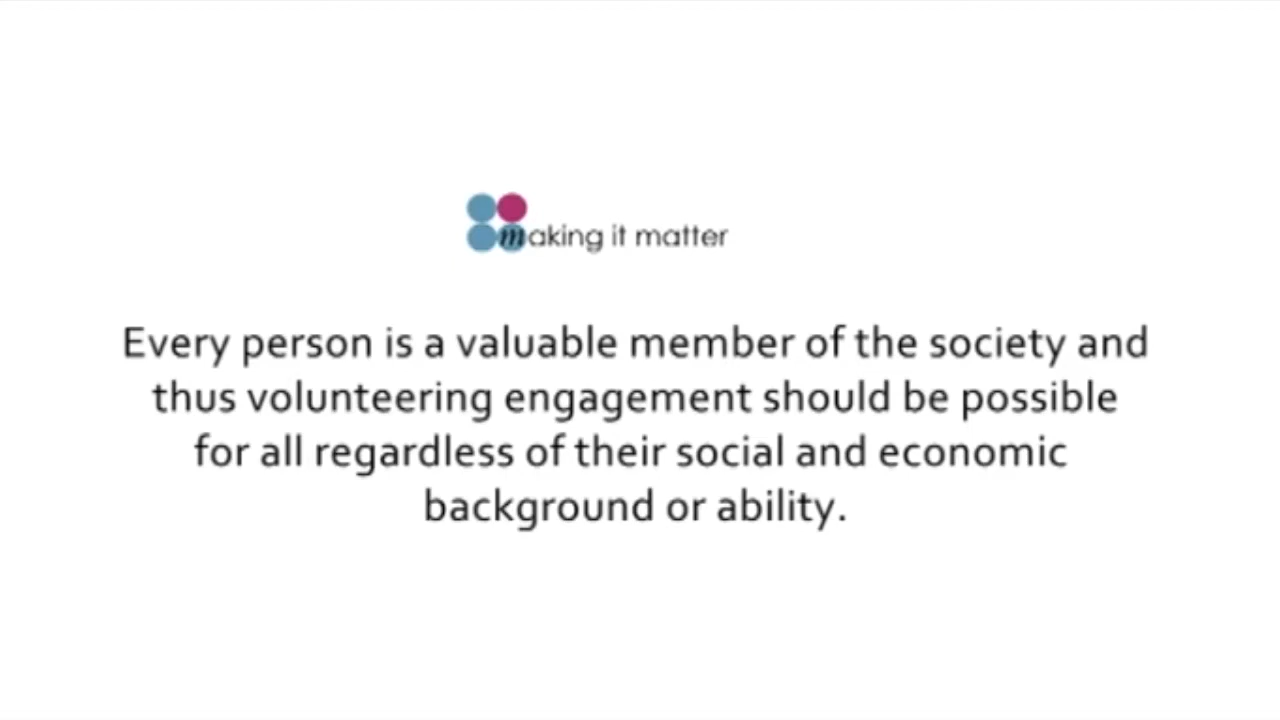 making it matter
Every person is a valuable member of the society and
thus volunteering engagement should be possible
for all regardless of their social and economic
background or ability.